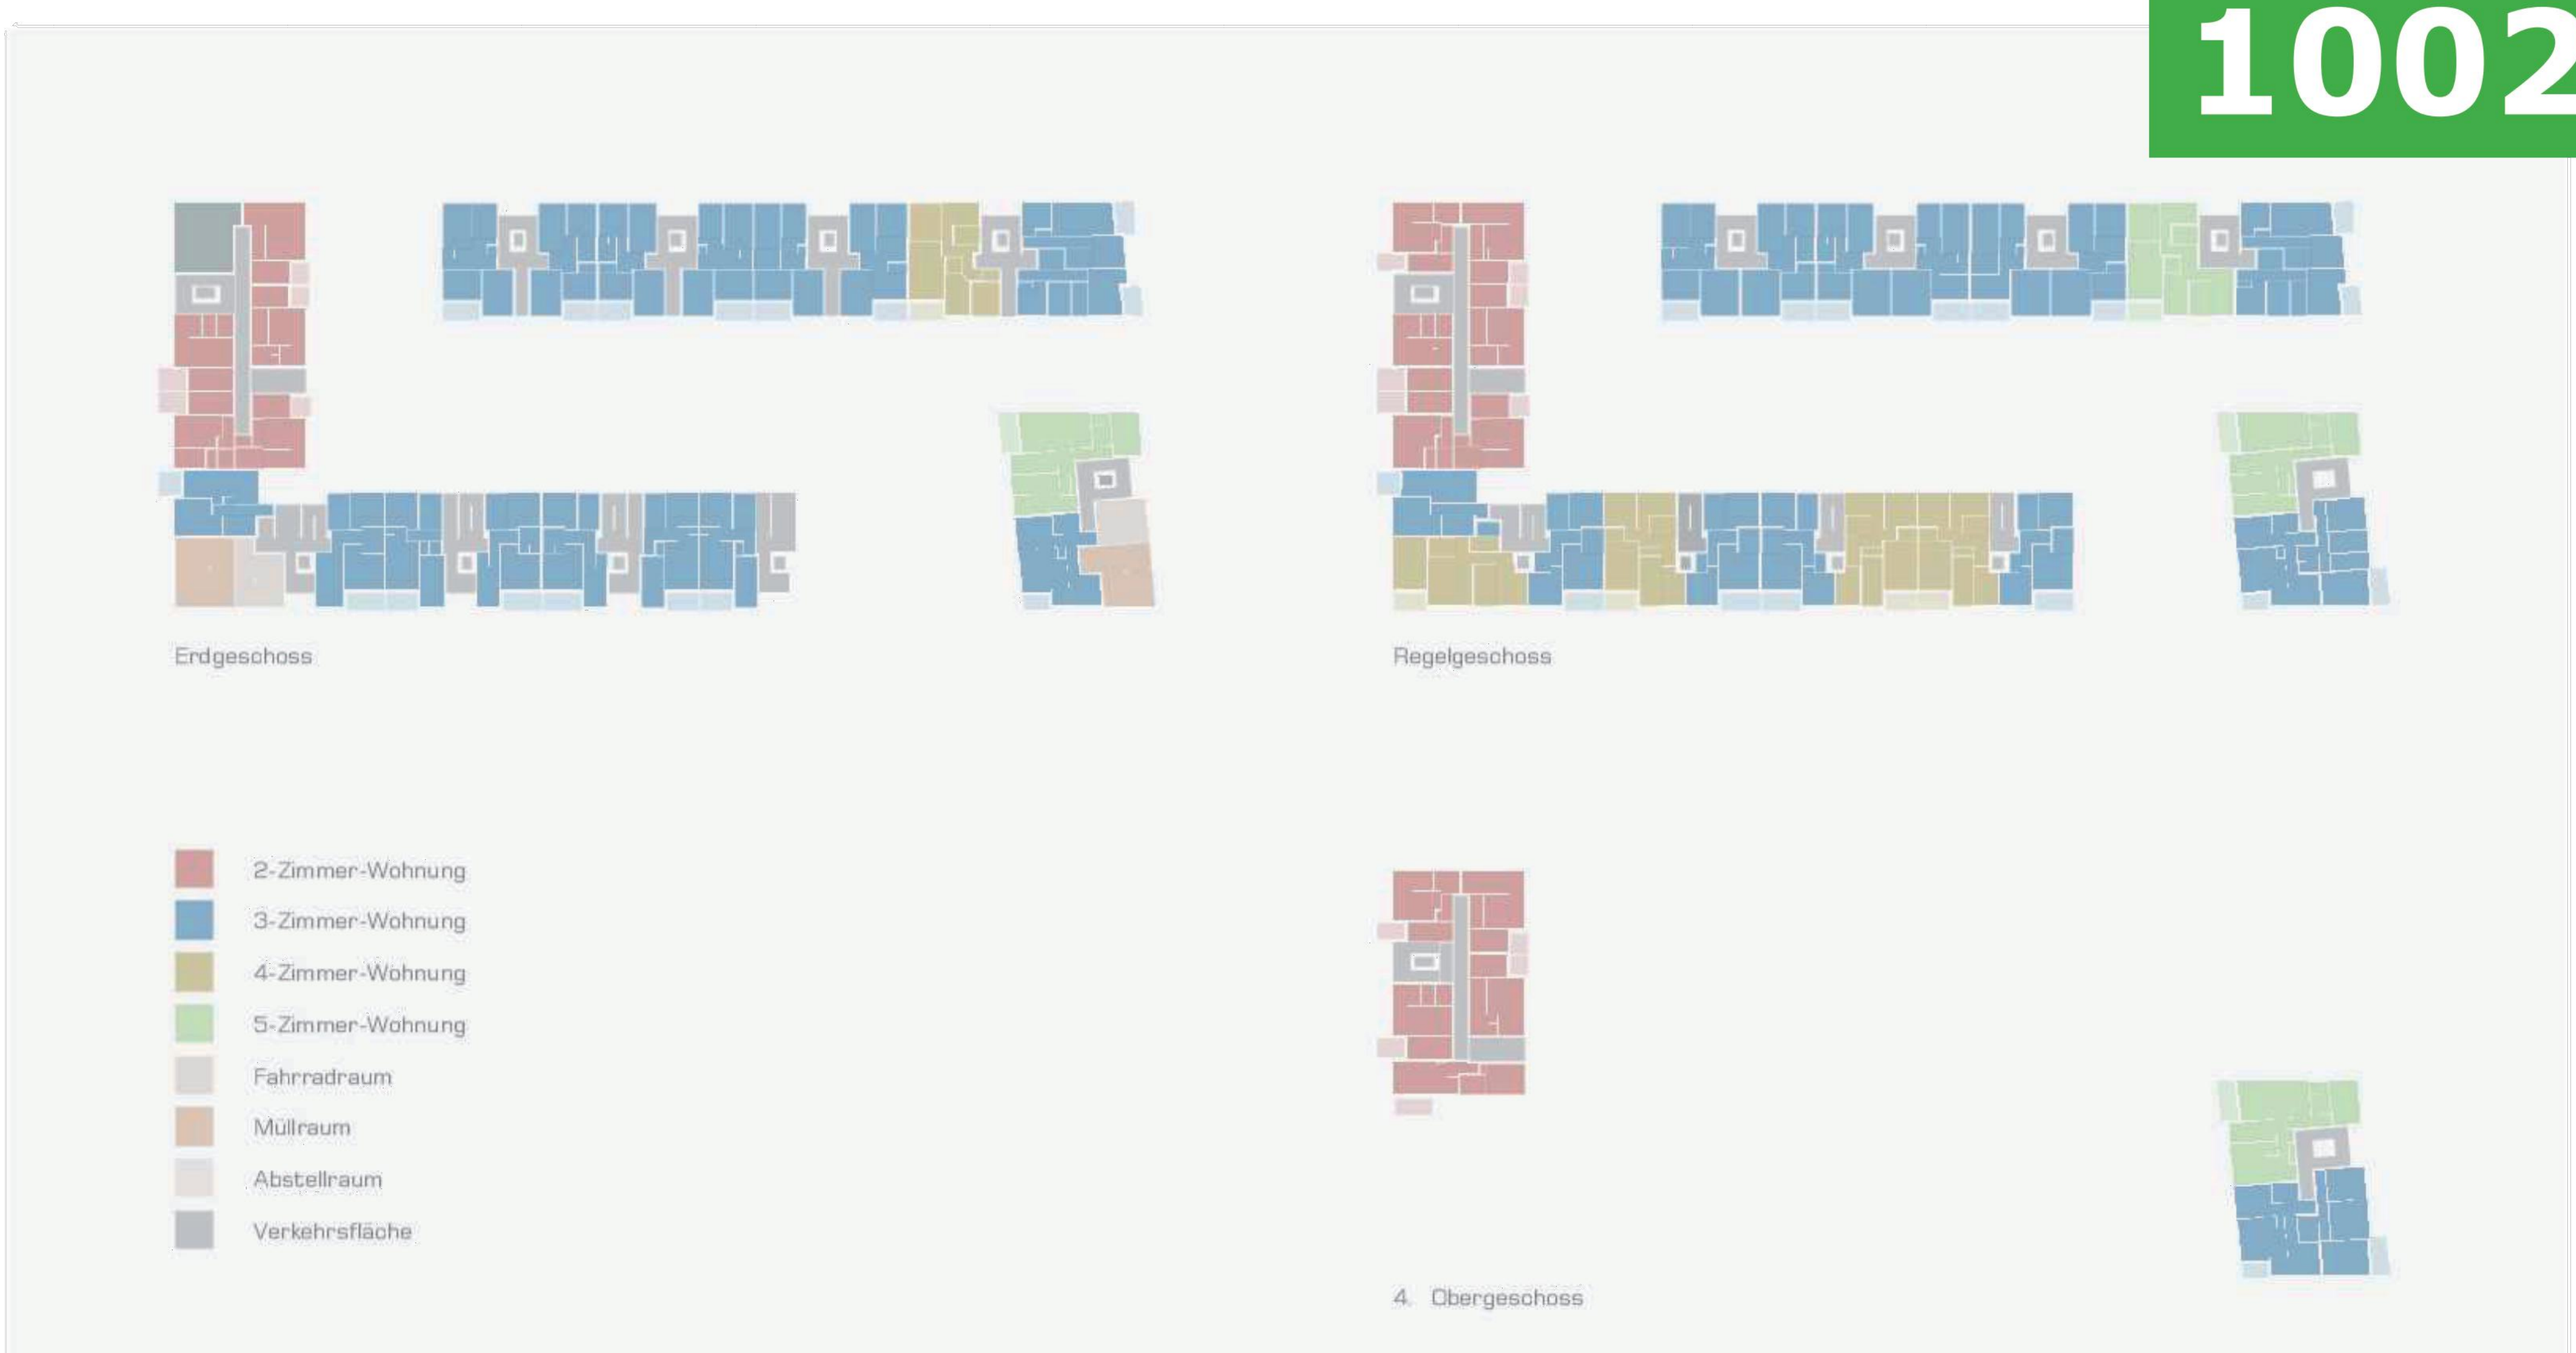 1002
Erdgeschoss
Regelgeschoss
2-Zimmer-Wohnung
3-Zimmer-Wohnung
4-Zimmer-Wohnung
5-Zimmer-Wohnung
Fahrradraum
Müllraum
Abstellraum
Verkehrsfläche
4. Obergeschoss